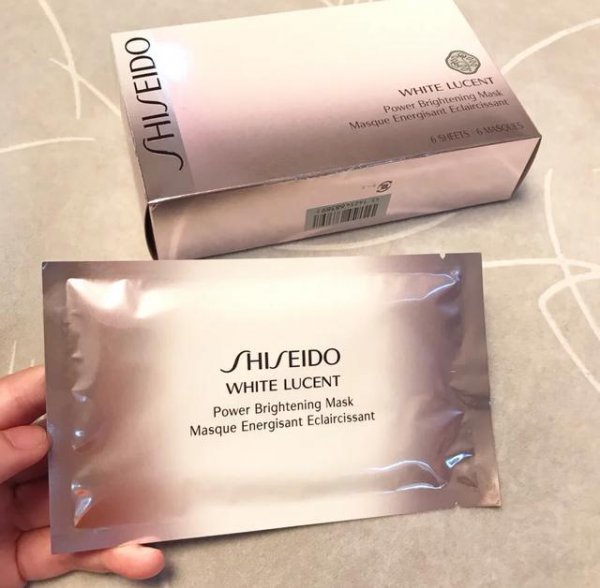 SHISEIDO
WHITE LUCENT
Power Brightening Mask
Masque Energisant Eclaircissant
6 SHEETS · 6 MASQUES
SHISEIDO
WHITE LUCENT
Power Brightening Mask
Masque Energisant Eclaircissant